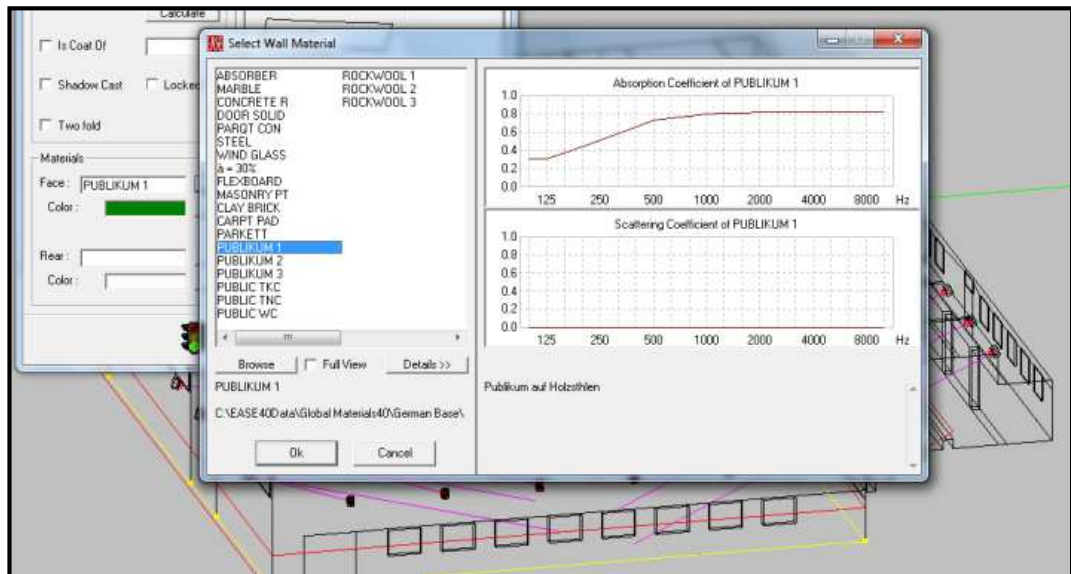 Calculate
Is Coat Of
Shadow Cast
Locked
Two fold
Materials
Face : PUBLIKUM 1
Color :
Rear :
Color :
Select Wall Material
ABSORBER
MARBLE
CONCRETE R
DOOR SOLID
PARQT CON
STEEL
WIND GLASS
à = 30%
FLEXBOARD
MASONRY PT
CLAY BRICK
CARPT PAD
PARKETT
PUBLIKUM 1
PUBLIKUM 2
PUBLIKUM 3
PUBLIC TKC
PUBLIC TNC
PUBLIC WC
ROCKWOOL 1
ROCKWOOL 2
ROCKWOOL 3
Browse
Full View
Details >>
PUBLIKUM 1
C:\EASE40Data\Global Materials40\German Base\
Ok
Cancel
Absorption Coefficient of PUBLIKUM 1
1.0
0.8
0.6
0.4
0.2
0.0
125 250 500 1000 2000 4000 8000 Hz
Scattering Coefficient of PUBLIKUM 1
1.0
0.8
0.6
0.4
0.2
0.0
125 250 500 1000 2000 4000 8000 Hz
Publikum auf Holzsthlen